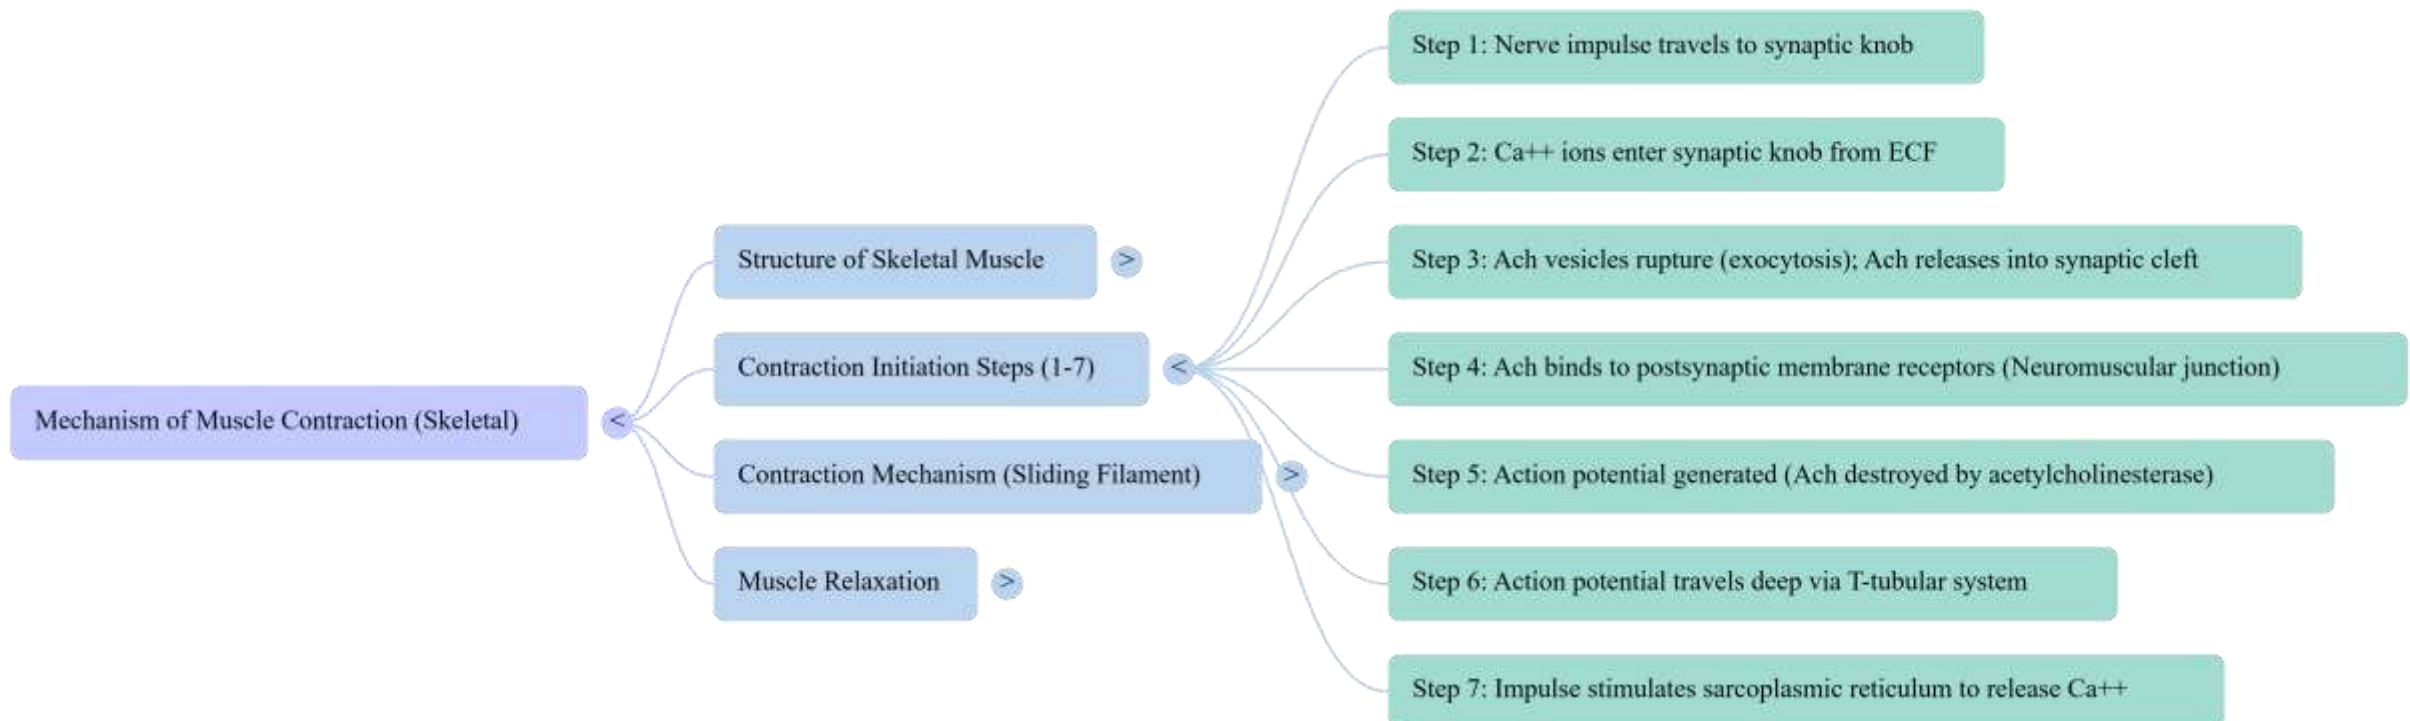 Mechanism of Muscle Contraction (Skeletal)
<
Structure of Skeletal Muscle
>
Contraction Initiation Steps (1-7)
<
Contraction Mechanism (Sliding Filament)
>
Muscle Relaxation
>
Step 1: Nerve impulse travels to synaptic knob
Step 2: Ca++ ions enter synaptic knob from ECF
Step 3: Ach vesicles rupture (exocytosis); Ach releases into synaptic cleft
Step 4: Ach binds to postsynaptic membrane receptors (Neuromuscular junction)
Step 5: Action potential generated (Ach destroyed by acetylcholinesterase)
Step 6: Action potential travels deep via T-tubular system
Step 7: Impulse stimulates sarcoplasmic reticulum to release Ca++